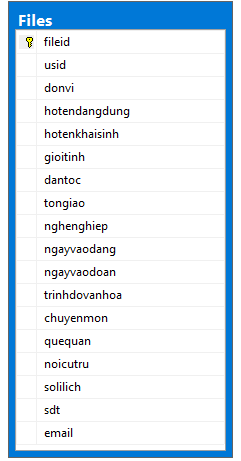 Files
fileid
usid
donvi
hotendangdung
hotenkhaisinh
gioitinh
dantoc
tongiao
nghenghiep
ngayvaodang
ngayvaodoan
trinhdovanhoa
chuyenmon
quequan
noicutru
solilich
sdt
email